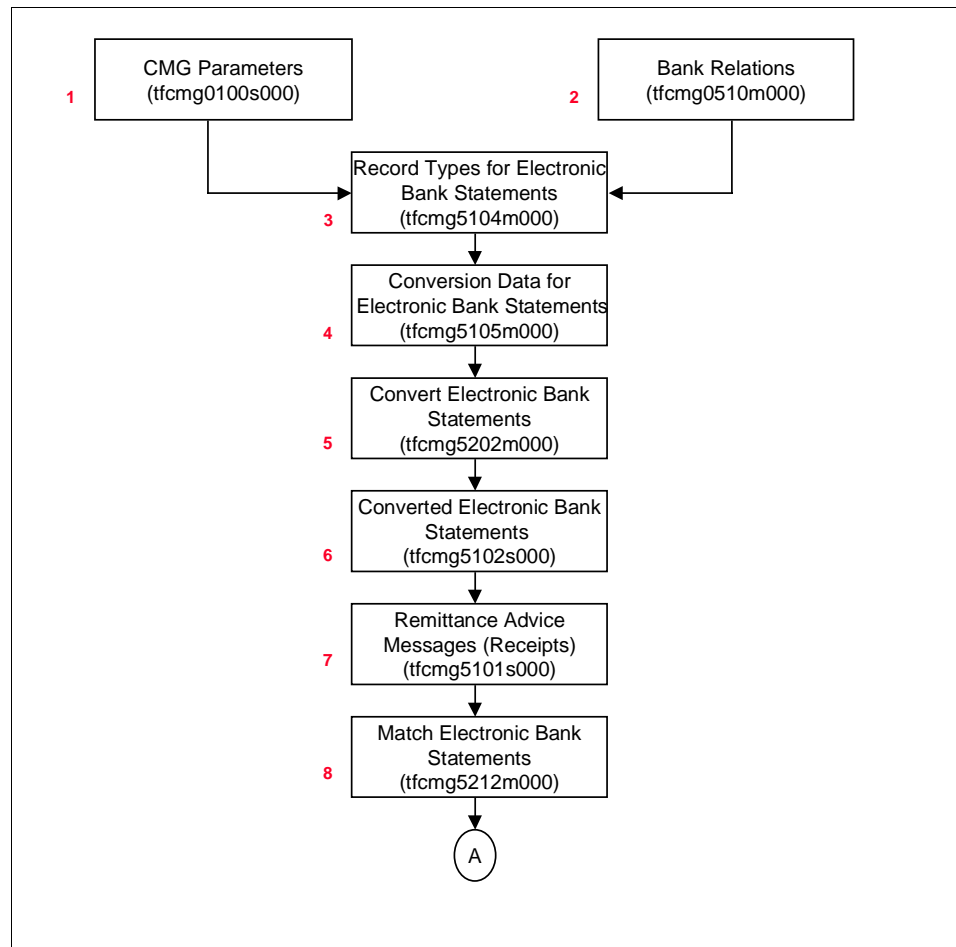 CMG Parameters
(tfcmg0100s000)
1
Bank Relations
(tfcmg0510m000)
2
Record Types for Electronic
Bank Statements
(tfcmg5104m000)
3
Conversion Data for
Electronic Bank Statements
(tfcmg5105m000)
4
Convert Electronic Bank
Statements
(tfcmg5202m000)
5
Converted Electronic Bank
Statements
(tfcmg5102s000)
6
Remittance Advice
Messages (Receipts)
(tfcmg5101s000)
7
Match Electronic Bank
Statements
(tfcmg5212m000)
8
A